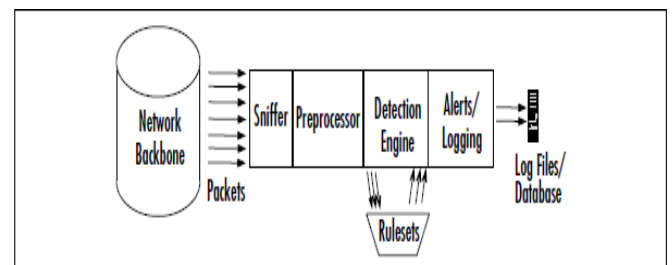 Network
Backbone
Packets
Sniffer
Preprocessor
Detection
Engine
Alerts/
Logging
Rulesets
Log Files/
Database